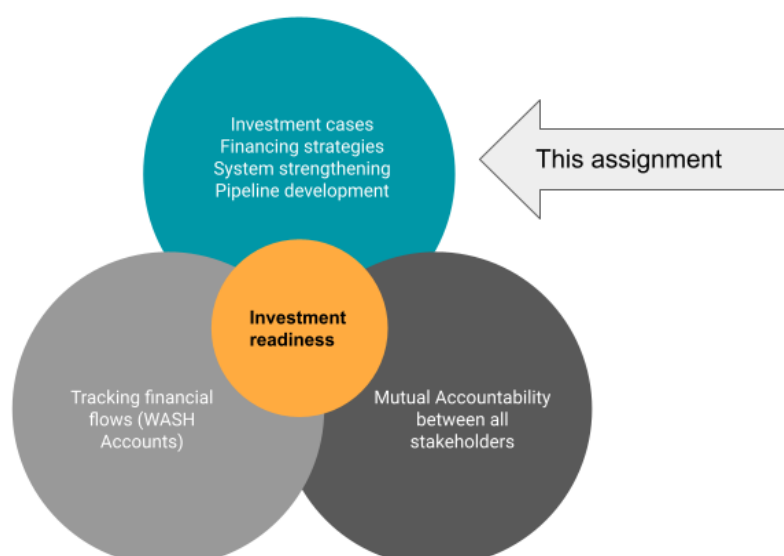 Investment cases
Financing strategies
System strengthening
Pipeline development
This assignment
Investment
readiness
Tracking financial
flows (WASH
Accounts)
Mutual Accountability
between all
stakeholders